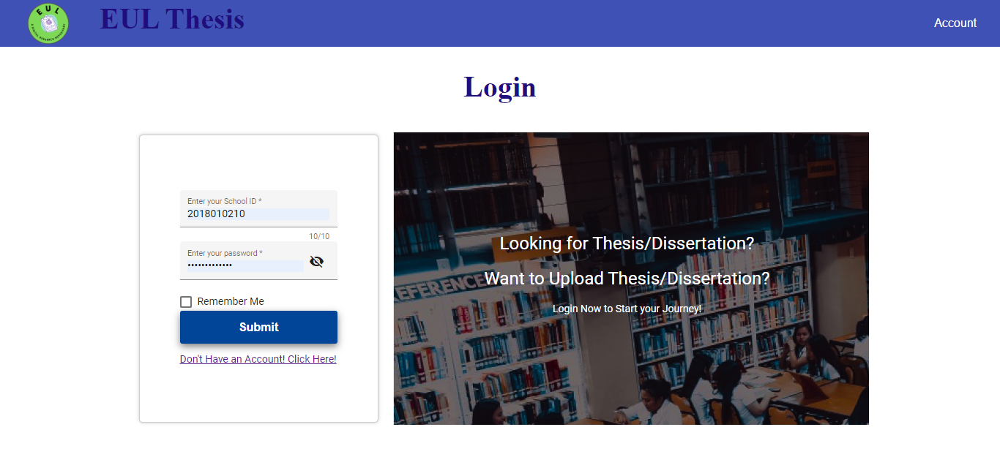 EUL
EUL Thesis
Account
Login
Enter your School ID *
2018010210
10/10
Enter your password *
•••••••••••••
Remember Me
Submit
Don't Have an Account! Click Here!
Looking for Thesis/Dissertation?
REFERENCE
Want to Upload Thesis/Dissertation?
Login Now to Start your Journey!